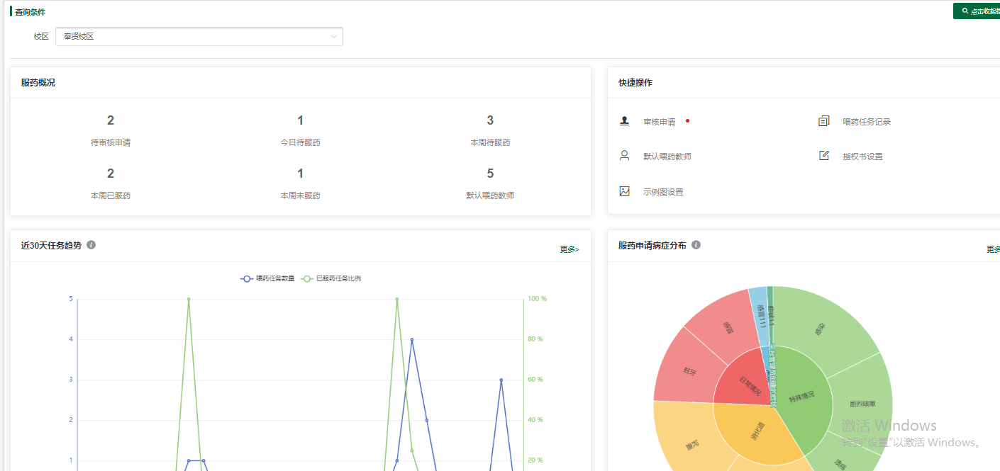 查询条件
点击收起
校区
奉贤校区
服药概况
2
1
3
待审核申请
今日待服药
本周待服药
2
1
5
本周已服药
本周未服药
默认喂药教师
快捷操作
审核申请
喂药任务记录
默认喂药教师
授权书设置
示例图设置
近30天任务趋势
更多>
喂药任务数量
已服药任务比例
5
100 %
4
80 %
3
60 %
2
40 %
1
20 %
服药申请病症分布
更多
感冒111
症状11
感冒
感染
蛀牙
日常情况
特殊情况
剧烈咳嗽
消化道
腹泻
溃疡
激活 Windows
转到"设置"以激活 Windows。